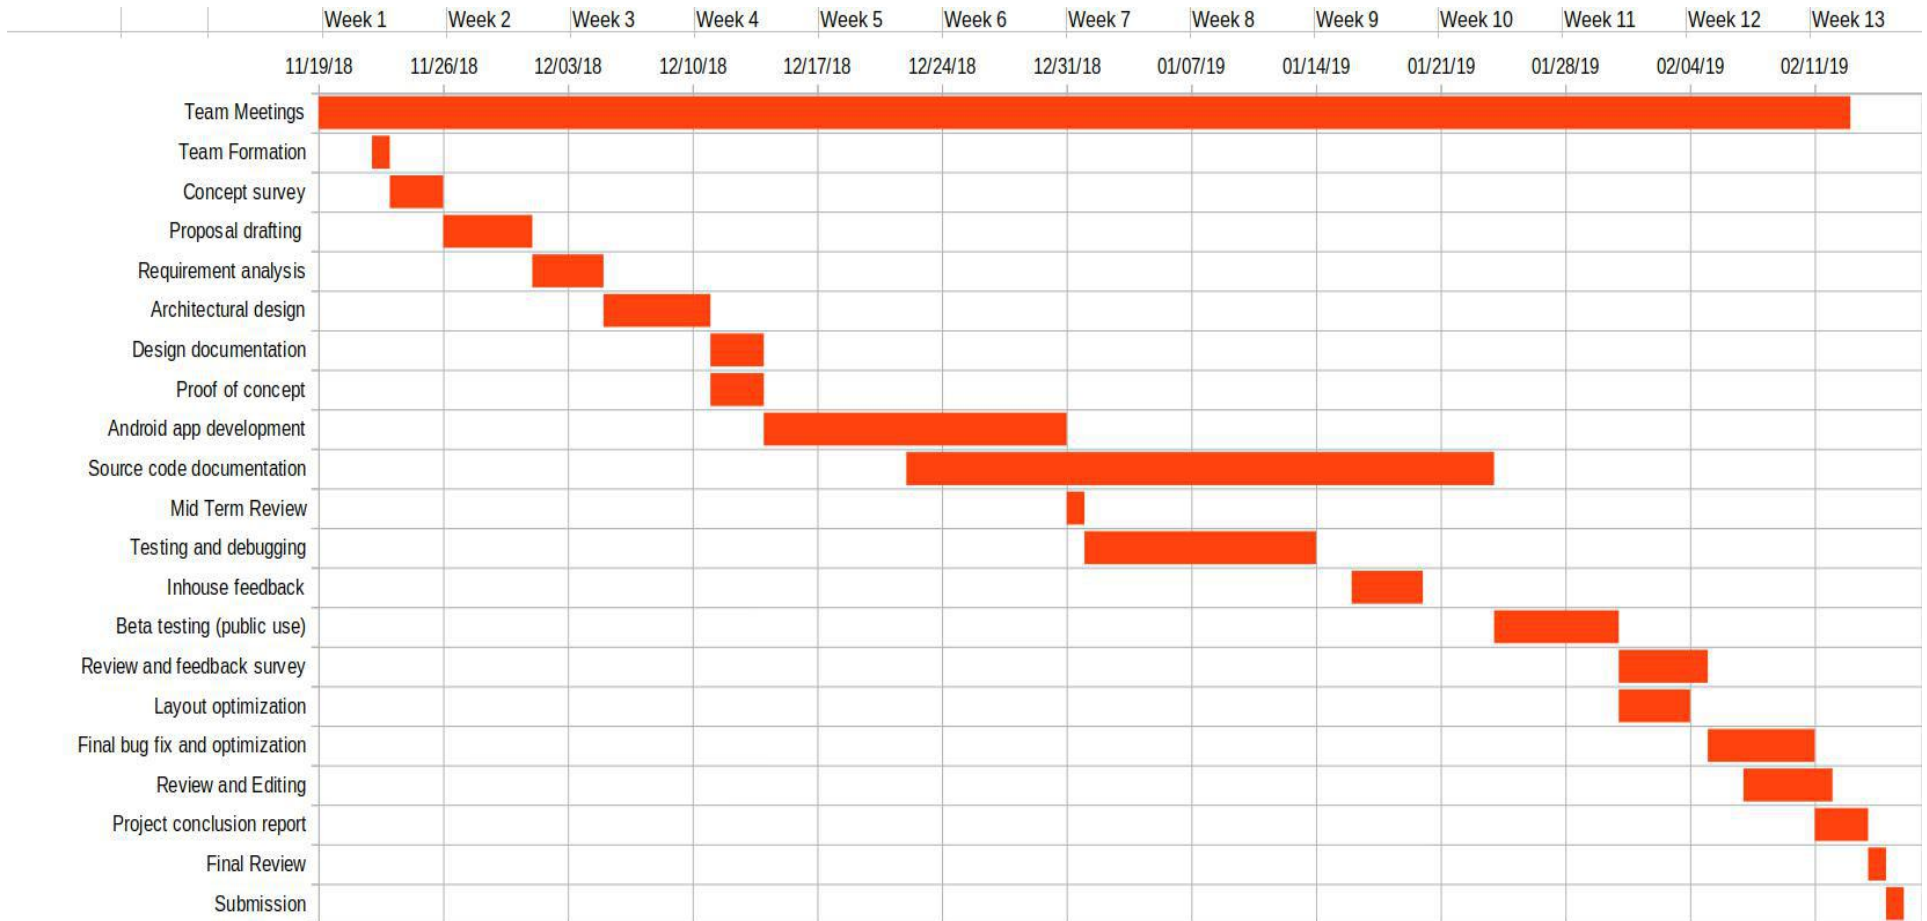 Week 1 Week 2 Week 3 Week 4 Week 5 Week 6 Week 7 Week 8 Week 9 Week 10 Week 11 Week 12 Week 13
11/19/18 11/26/18 12/03/18 12/10/18 12/17/18 12/24/18 12/31/18 01/07/19 01/14/19 01/21/19 01/28/19 02/04/19 02/11/19
Team Meetings
Team Formation
Concept survey
Proposal drafting
Requirement analysis
Architectural design
Design documentation
Proof of concept
Android app development
Source code documentation
Mid Term Review
Testing and debugging
Inhouse feedback
Beta testing (public use)
Review and feedback survey
Layout optimization
Final bug fix and optimization
Review and Editing
Project conclusion report
Final Review
Submission